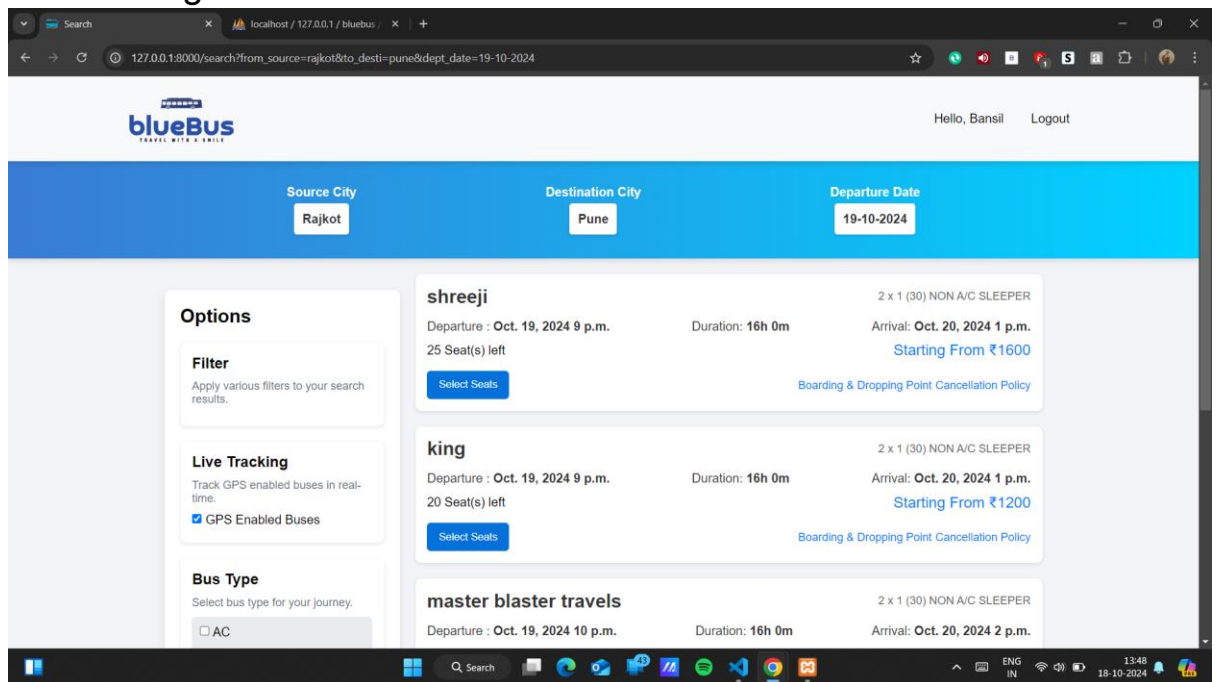 Search
localhost / 127.0.0.1 / bluebus /
127.0.0.1:8000/search?from_source=rajkot&to_desti=pune&dept_date=19-10-2024
blueBus
TRAVEL WITH A SMILE
Hello, Bansil Logout
Source City Destination City Departure Date
Rajkot Pune 19-10-2024
Options
Filter
Apply various filters to your search
results.
Live Tracking
Track GPS enabled buses in real-
time.
GPS Enabled Buses
Bus Type
Select bus type for your journey.
AC
shreeji 2 x 1 (30) NON A/C SLEEPER
Departure : Oct. 19, 2024 9 p.m. Duration: 16h 0m Arrival: Oct. 20, 2024 1 p.m.
25 Seat(s) left Starting From ₹1600
Select Seats Boarding & Dropping Point Cancellation Policy
king 2 x 1 (30) NON A/C SLEEPER
Departure : Oct. 19, 2024 9 p.m. Duration: 16h 0m Arrival: Oct. 20, 2024 1 p.m.
20 Seat(s) left Starting From ₹1200
Select Seats Boarding & Dropping Point Cancellation Policy
master blaster travels 2 x 1 (30) NON A/C SLEEPER
Departure : Oct. 19, 2024 10 p.m. Duration: 16h 0m Arrival: Oct. 20, 2024 2 p.m.
Search 43 ENG 13:48
IN 18-10-2024